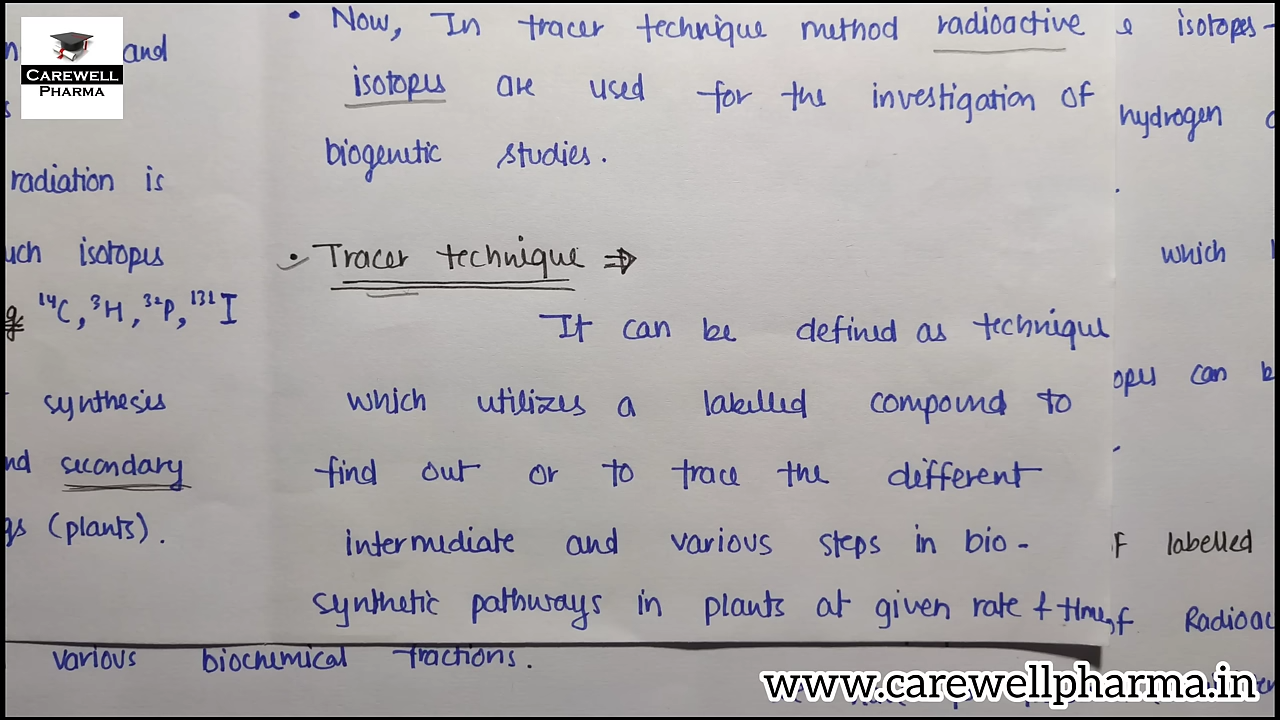 CAREWELL
PHARMA
• Now, In tracer technique method radioactive
isotopes are used for the investigation of
biogenetic studies.
• Tracer technique ⇒
It can be defined as technique
which utilizes a labelled compound to
find out or to trace the different
intermediate and various steps in bio-
synthetic pathways in plants at given rate & time,
and
radiation is
isotopes
¹⁴C, ³H, ³²P, ¹³¹I
synthesis
secondary
(plants).
various biochemical fractions.
isotopes-
hydrogen
.
which
can
labelled
www.carewellpharma.in